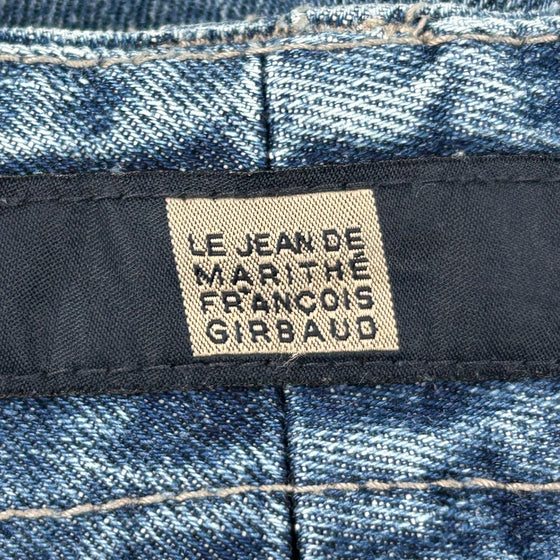 LE JEAN DE
MARITHÉ
+
FRANÇOIS
GIRBAUD